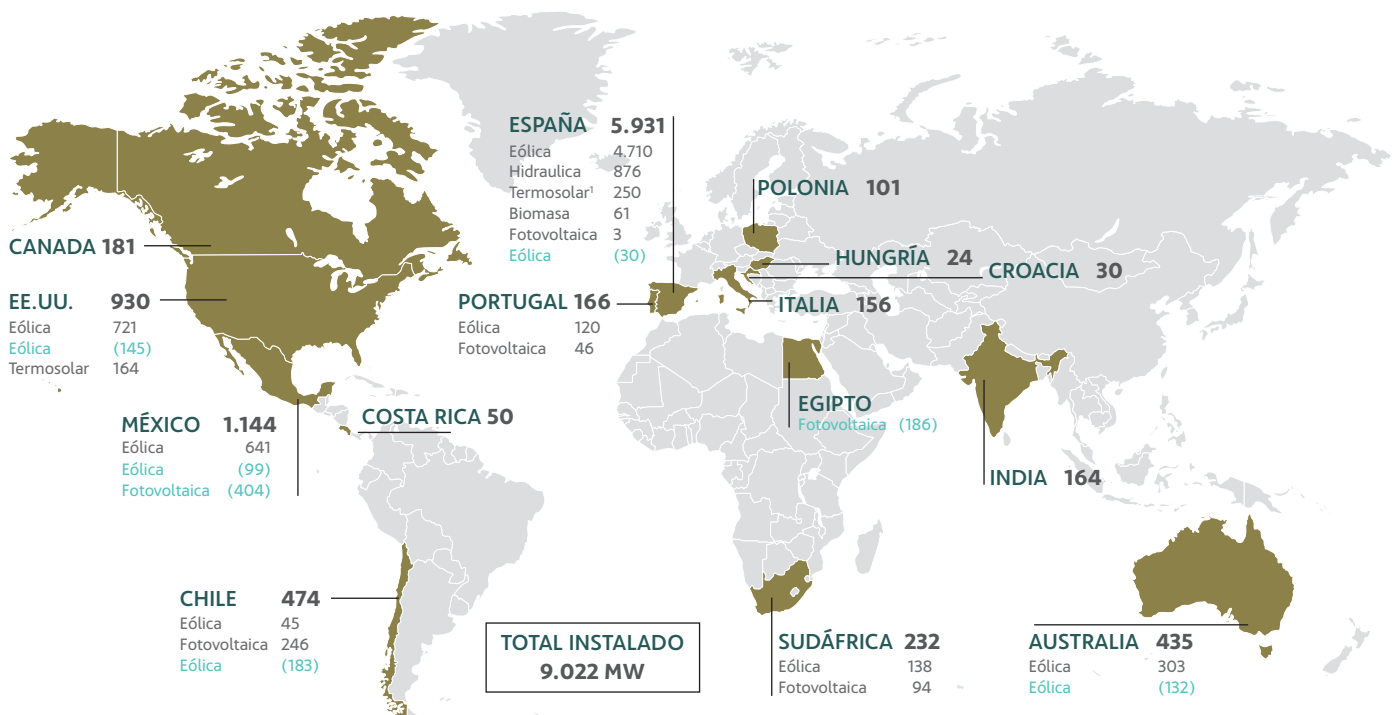 ESPAÑA 5.931
Eólica 4.710
Hidraulica 876
Termosolar¹ 250
Biomasa 61
Fotovoltaica 3
Eólica (30)
POLONIA 101
CANADA 181
HUNGRÍA 24
CROACIA 30
EE.UU. 930
Eólica 721
Eólica (145)
Termosolar 164
PORTUGAL 166
Eólica 120
Fotovoltaica 46
ITALIA 156
MÉXICO 1.144
Eólica 641
Eólica (99)
Fotovoltaica (404)
COSTA RICA 50
EGIPTO
Fotovoltaica (186)
INDIA 164
CHILE 474
Eólica 45
Fotovoltaica 246
Eólica (183)
TOTAL INSTALADO
9.022 MW
SUDÁFRICA 232
Eólica 138
Fotovoltaica 94
AUSTRALIA 435
Eólica 303
Eólica (132)